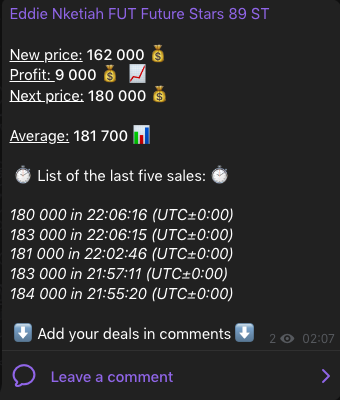 Eddie Nketiah FUT Future Stars 89 ST
New price: 162 000 💰
Profit: 9 000 💰 📈
Next price: 180 000 💰
Average: 181 700 📊
⏱ List of the last five sales: ⏱
180 000 in 22:06:16 (UTC±0:00)
183 000 in 22:06:15 (UTC±0:00)
181 000 in 22:02:46 (UTC±0:00)
183 000 in 21:57:11 (UTC±0:00)
184 000 in 21:55:20 (UTC±0:00)
⬇️ Add your deals in comments ⬇️ 2 02:07
Leave a comment